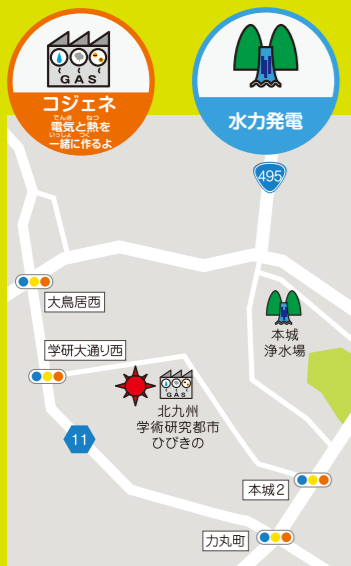 GAS
コジェネ
でんき ねつ
電気と熱を
いっしょ つく
一緒に作るよ
水力発電
495
大鳥居西
本城
浄水場
学研大通り西
GAS
北九州
学術研究都市
ひびきの
11
本城2
力丸町